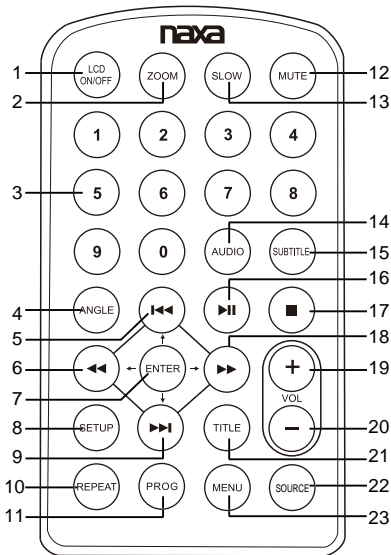 naxa
1 LCD ON/OFF ZOOM SLOW MUTE 12
2 13
1 2 3 4
3 5 6 7 8
14
9 0 AUDIO SUBTITLE 15
16
4 ANGLE 17
5 18
6 ENTER + 19
7 VOL
8 SETUP TITLE − 20
9 21
10 REPEAT PROG MENU SOURCE 22
11 23